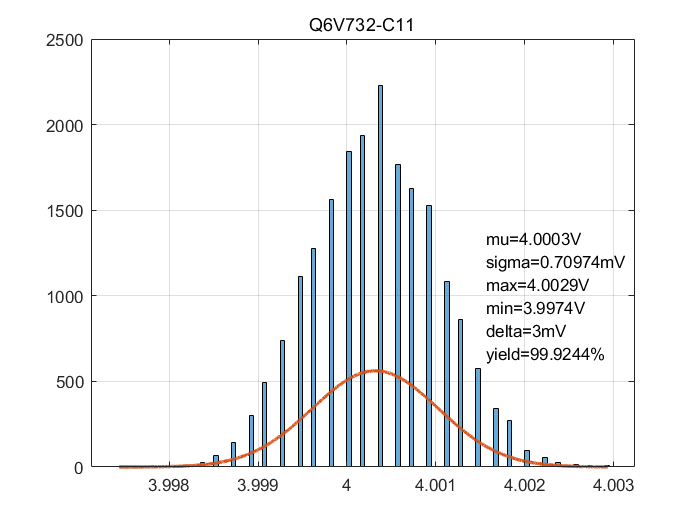 Q6V732-C11
2500
2000
1500
1000
500
0
mu=4.0003V
sigma=0.70974mV
max=4.0029V
min=3.9974V
delta=3mV
yield=99.9244%
3.998 3.999 4 4.001 4.002 4.003